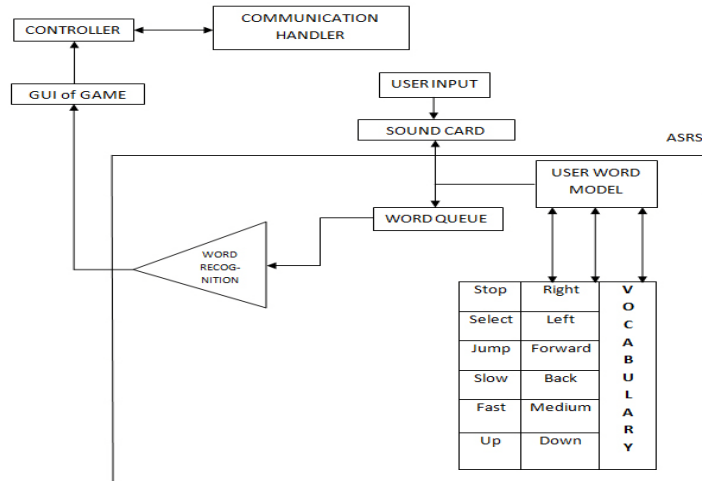 COMMUNICATION
HANDLER
CONTROLLER
GUI of GAME
USER INPUT
SOUND CARD
ASRS
USER WORD
MODEL
WORD QUEUE
WORD
RECOG-
NITION
Stop Right
Select Left
Jump Forward
Slow Back
Fast Medium
Up Down
VOCABULARY